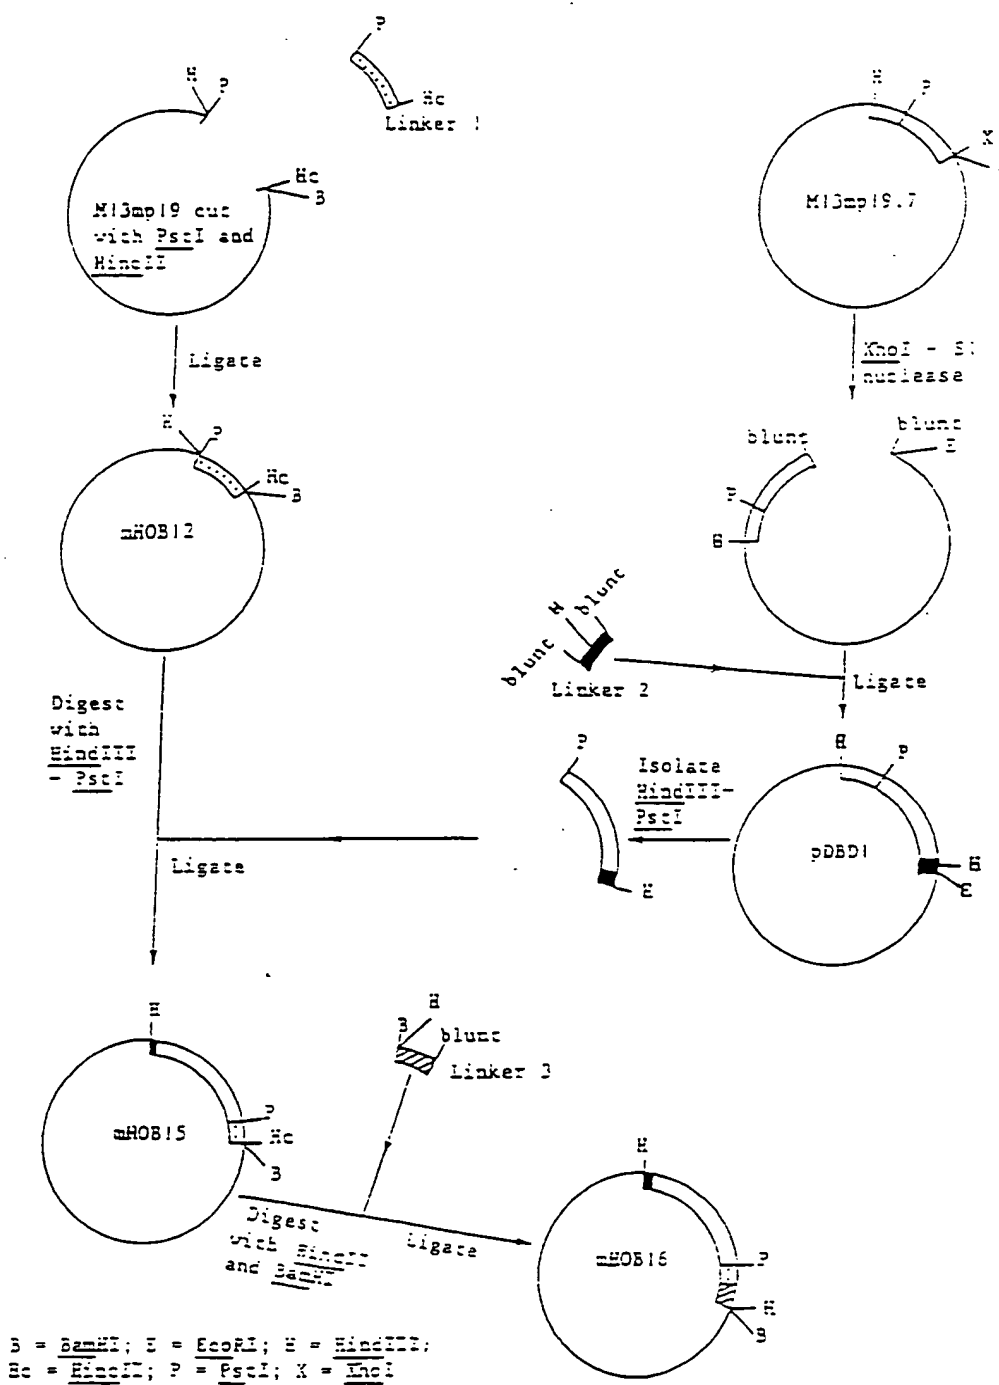 P
H
P
Hc
Linker 1
H
P
K
Hc
B
M13mp19 cut
with PstI and
HincII
M13mp19.7
Ligate
XhoI - S1
nuclease
H
P
Hc
B
mHOB12
blunt
blunt
E
P
H
blunt
H
blunt
Linker 2
Ligate
Digest
with
HindIII
- PstI
Ligate
P
H
Isolate
HindIII-
PstI
H
P
pDBD1
H
E
H
mHOB15
P
Hc
B
B
H
blunt
Linker 3
Digest
with HincII
and BamHI
Ligate
H
mHOB16
P
H
B
B = BamHI; E = EcoRI; H = HindIII;
Hc = HincII; P = PstI; X = XhoI